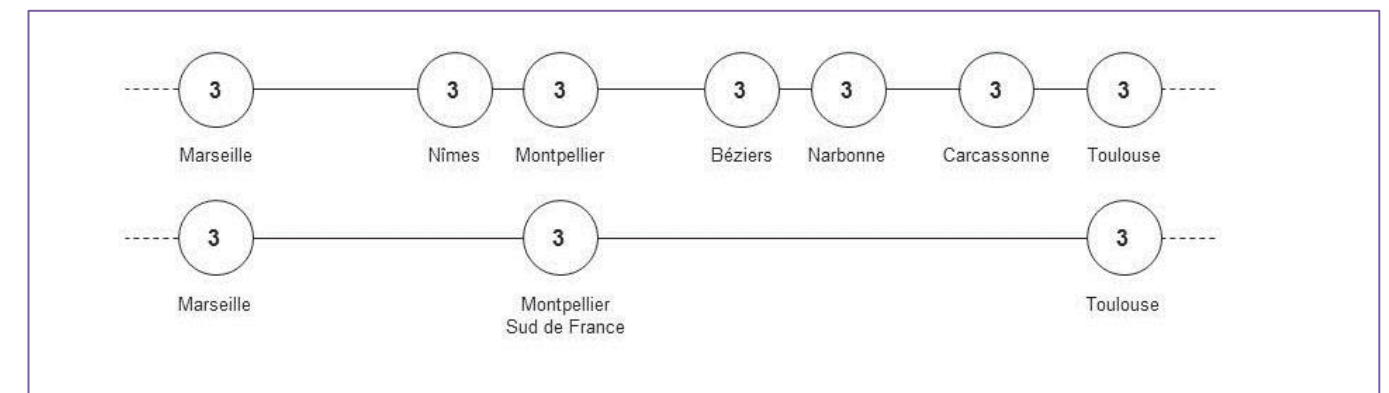 3 3 3 3 3 3 3
Marseille Nîmes Montpellier Béziers Narbonne Carcassonne Toulouse
3 3 3
Marseille Montpellier Toulouse
Sud de France